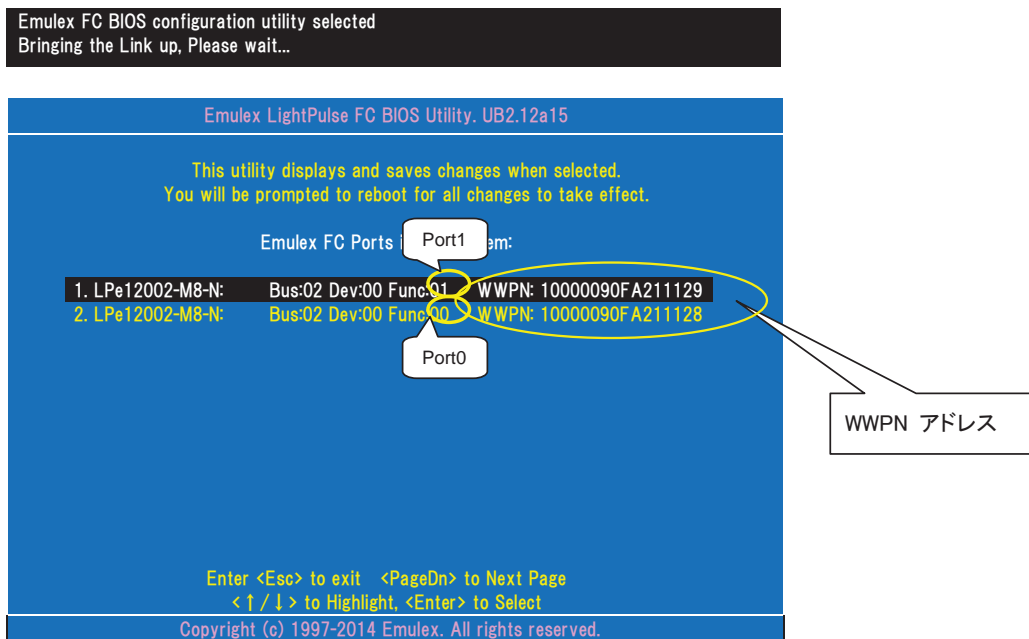 Emulex FC BIOS configuration utility selected
Bringing the Link up, Please wait...
Emulex LightPulse FC BIOS Utility. UB2.12a15
This utility displays and saves changes when selected.
You will be prompted to reboot for all changes to take effect.
Emulex FC Ports em:
Port1
1. LPe12002-M8-N: Bus:02 Dev:00 Func:01 WWPN: 10000090FA211129
2. LPe12002-M8-N: Bus:02 Dev:00 Func:00 WWPN: 10000090FA211128
Port0
WWPN アドレス
Enter <Esc> to exit <PageDn> to Next Page
<↑/↓> to Highlight, <Enter> to Select
Copyright (c) 1997-2014 Emulex. All rights reserved.